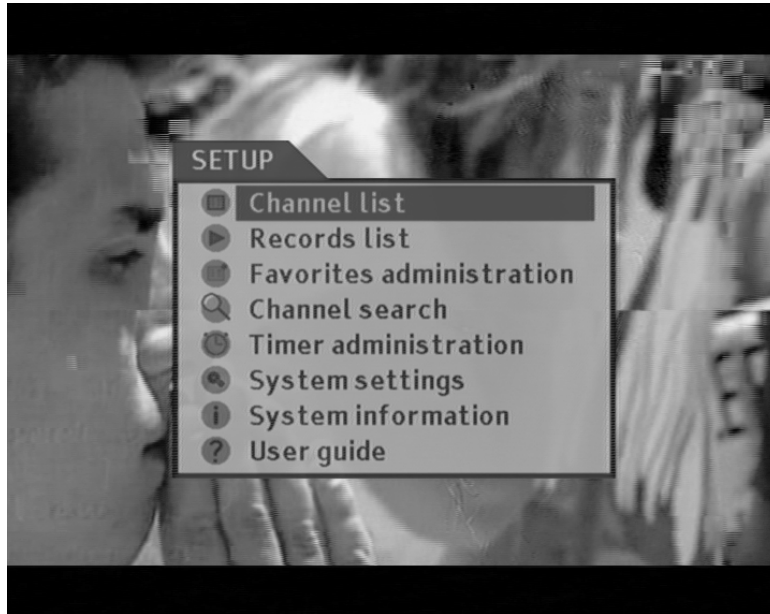 SETUP
Channel list
Records list
Favorites administration
Channel search
Timer administration
System settings
System information
User guide